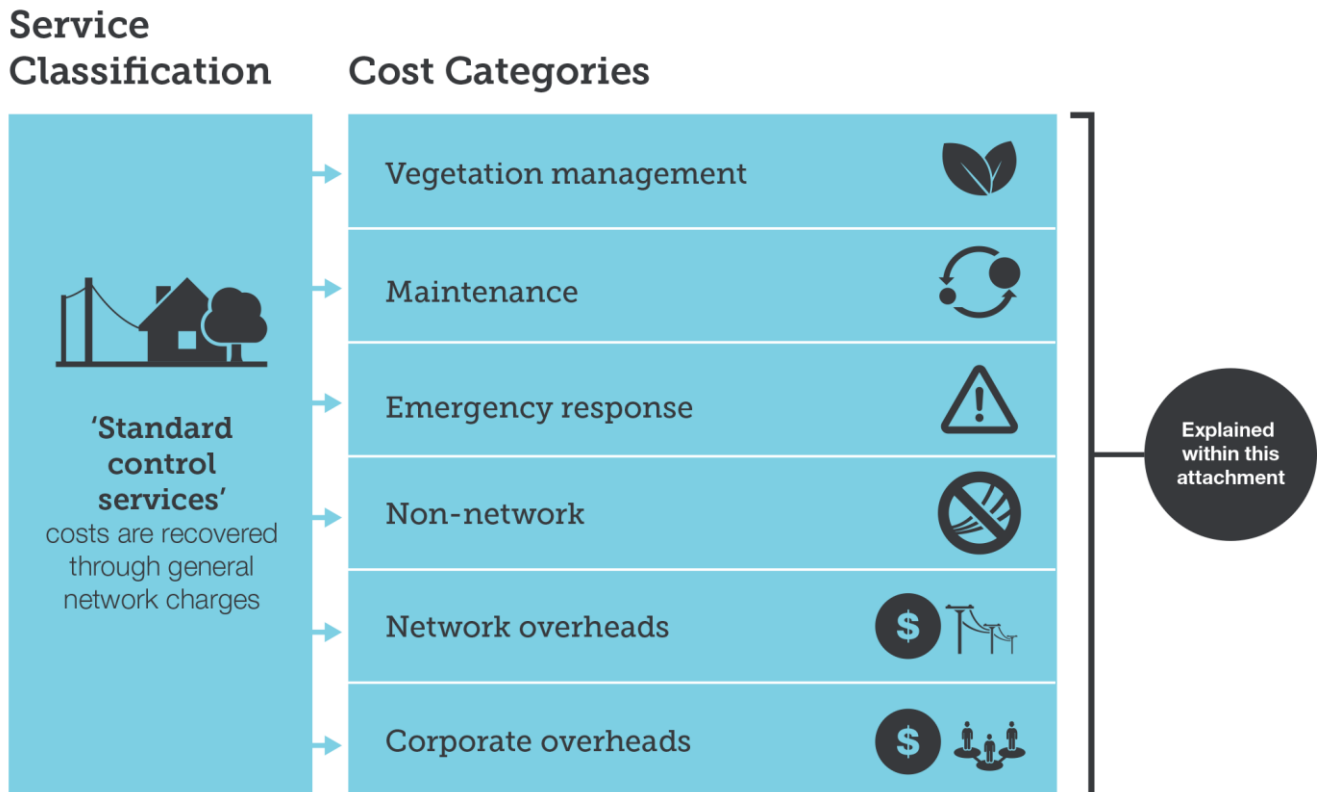 Service
Classification
Cost Categories
‘Standard
control
services’
costs are recovered
through general
network charges
Vegetation management
Maintenance
Emergency response
Non-network
Network overheads
$
Corporate overheads
$
Explained
within this
attachment